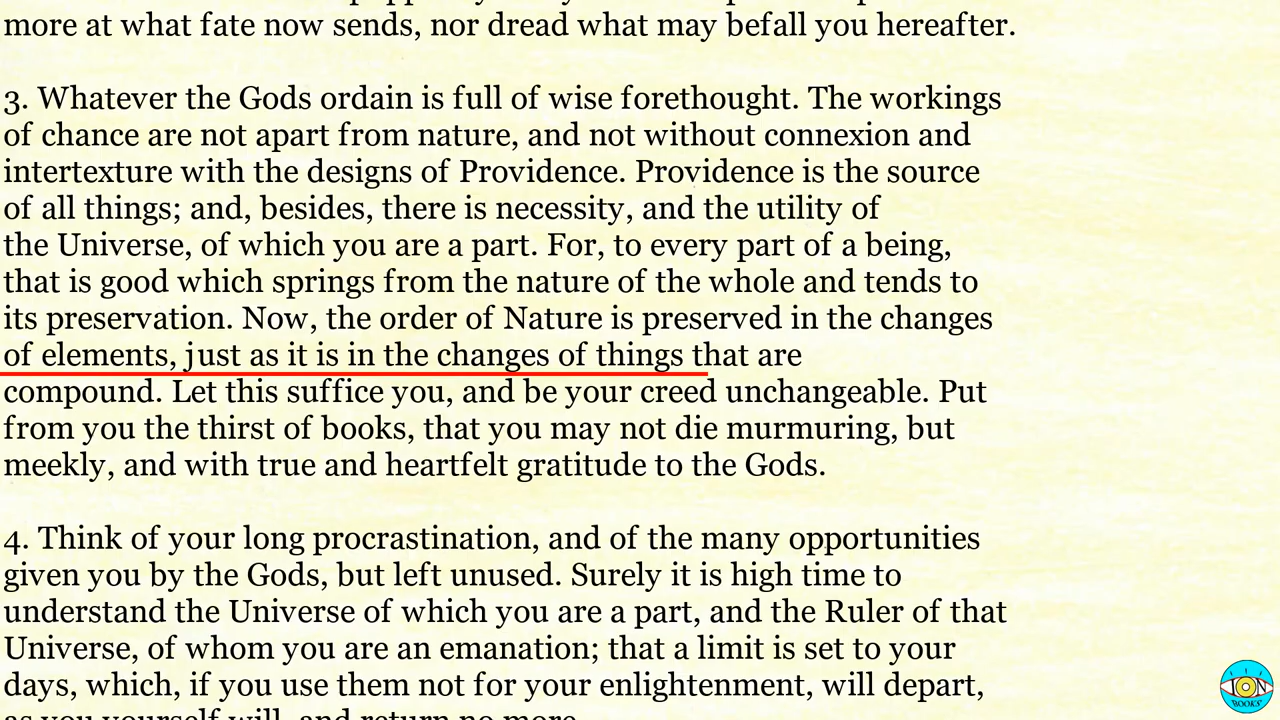 more at what fate now sends, nor dread what may befall you hereafter.
3. Whatever the Gods ordain is full of wise forethought. The workings
of chance are not apart from nature, and not without connexion and
intertexture with the designs of Providence. Providence is the source
of all things; and, besides, there is necessity, and the utility of
the Universe, of which you are a part. For, to every part of a being,
that is good which springs from the nature of the whole and tends to
its preservation. Now, the order of Nature is preserved in the changes
of elements, just as it is in the changes of things that are
compound. Let this suffice you, and be your creed unchangeable. Put
from you the thirst of books, that you may not die murmuring, but
meekly, and with true and heartfelt gratitude to the Gods.
4. Think of your long procrastination, and of the many opportunities
given you by the Gods, but left unused. Surely it is high time to
understand the Universe of which you are a part, and the Ruler of that
Universe, of whom you are an emanation; that a limit is set to your
days, which, if you use them not for your enlightenment, will depart,
as you yourself will, and return no more.
ION
BOOKS